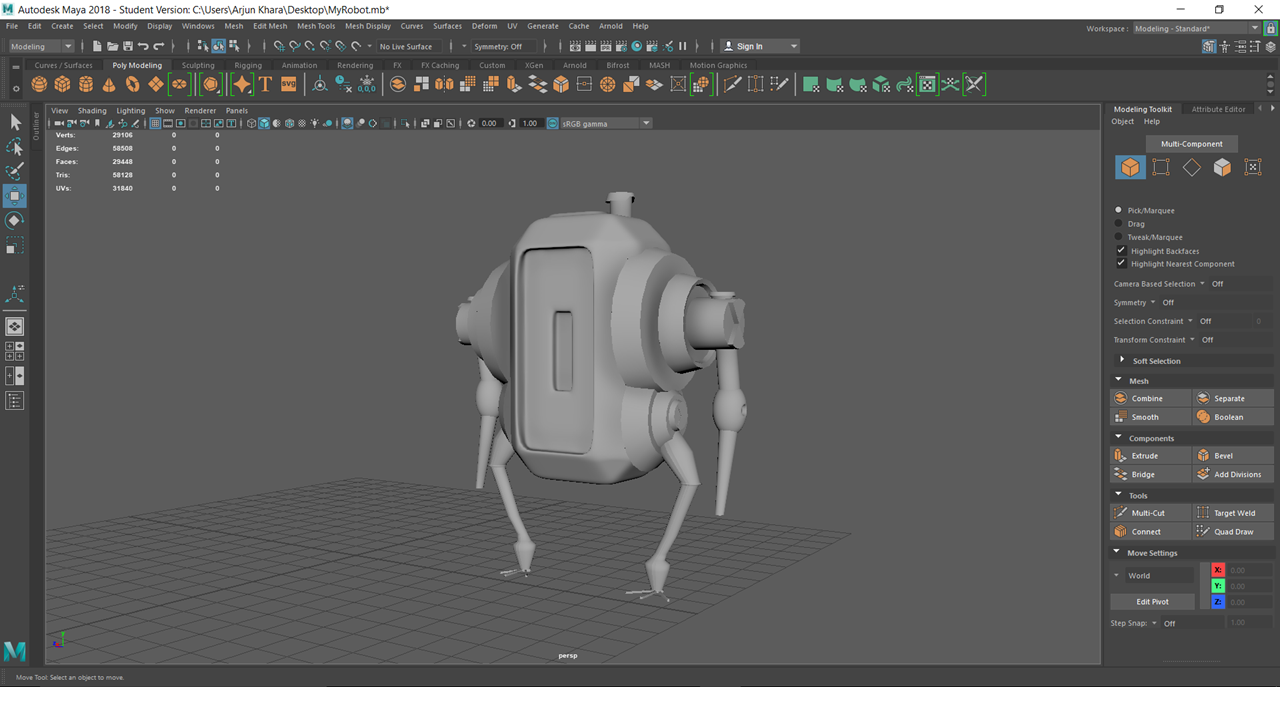 Autodesk Maya 2018 - Student Version: C:\Users\Arjun Khara\Desktop\MyRobot.mb*
File Edit Create Select Modify Display Windows Mesh Edit Mesh Mesh Tools Mesh Display Curves Surfaces Deform UV Generate Cache Arnold Help
Workspace : Modeling - Standard*
Modeling No Live Surface Symmetry: Off Sign In
Curves / Surfaces Poly Modeling Sculpting Rigging Animation Rendering FX FX Caching Custom XGen Arnold Bifrost MASH Motion Graphics
View Shading Lighting Show Renderer Panels
0.00 1.00 sRGB gamma
Outliner
Verts: 29106 0 0
Edges: 58508 0 0
Faces: 29448 0 0
Tris: 58128 0 0
UVs: 31840 0 0
persp
Modeling Toolkit Attribute Editor
Object Help
Multi-Component
Pick/Marquee
Drag
Tweak/Marquee
Highlight Backfaces
Highlight Nearest Component
Camera Based Selection Off
Symmetry Off
Selection Constraint Off 0
Transform Constraint Off
Soft Selection
Mesh
Combine Separate
Smooth Boolean
Components
Extrude Bevel
Bridge Add Divisions
Tools
Multi-Cut Target Weld
Connect Quad Draw
Move Settings
World X: 0.00
Y: 0.00
Edit Pivot Z: 0.00
Step Snap: Off 1.00
Move Tool: Select an object to move.